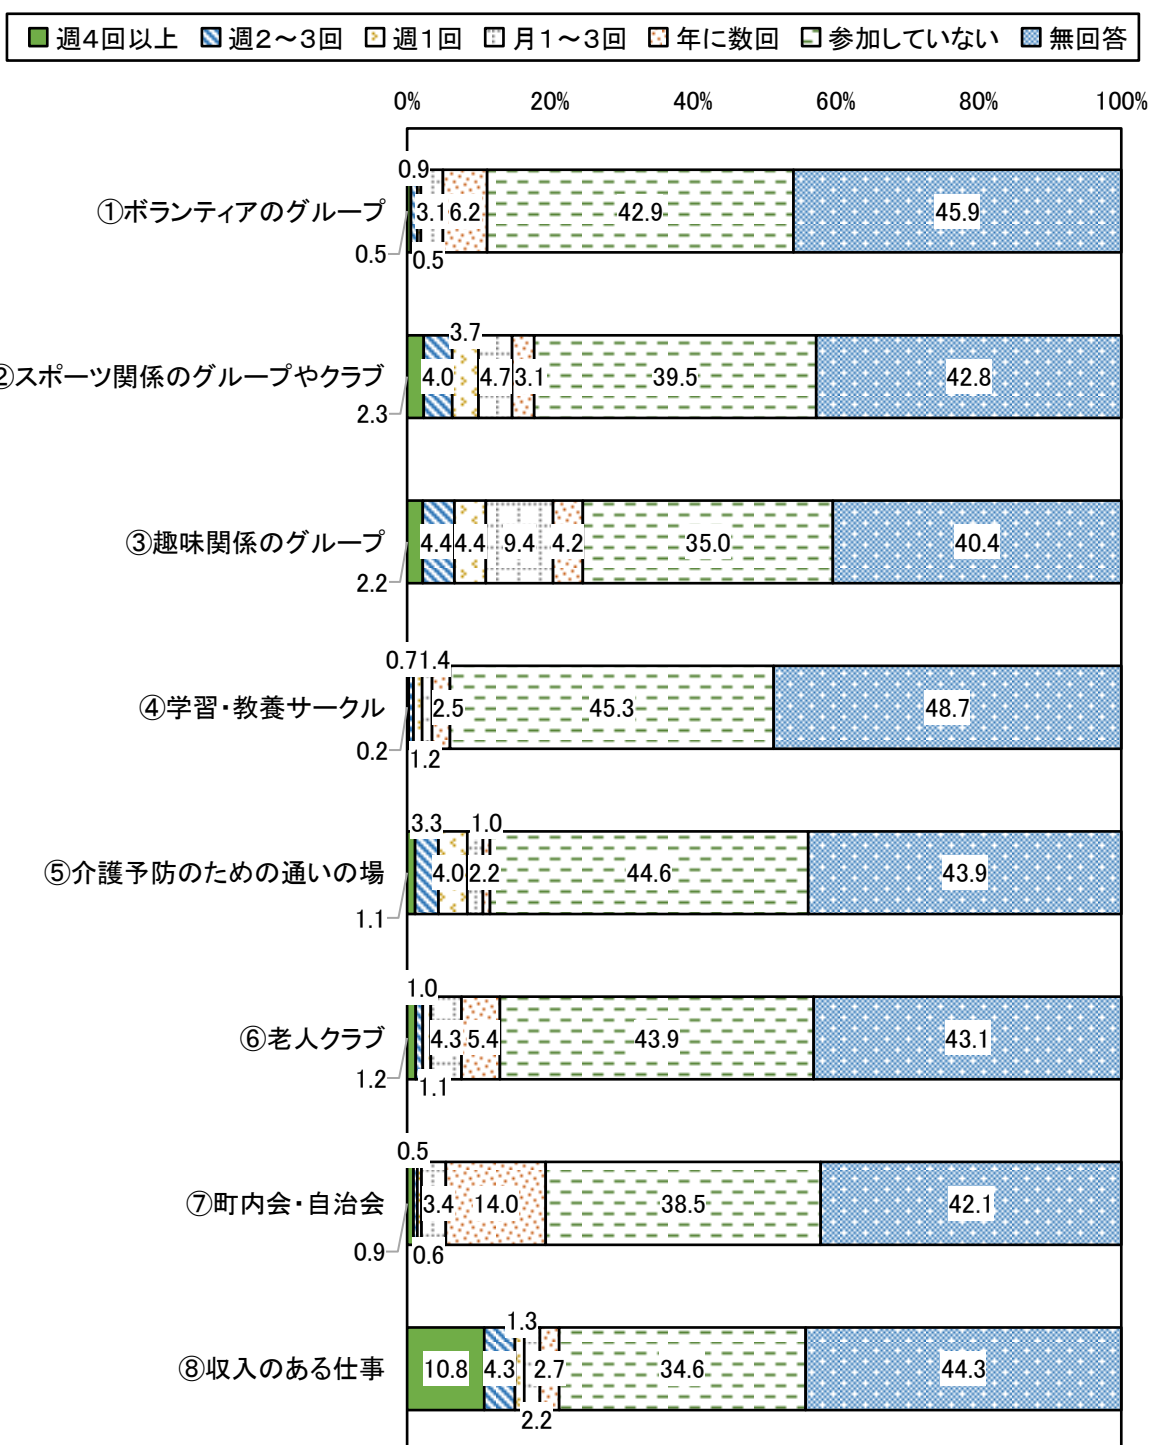 週４回以上 週２～３回 週１回 月１～３回 年に数回 参加していない 無回答
0% 20% 40% 60% 80% 100%
0.9
①ボランティアのグループ 3.1 6.2 42.9 45.9
0.5 0.5
3.7
②スポーツ関係のグループやクラブ 4.0 4.7 3.1 39.5 42.8
2.3
③趣味関係のグループ 4.4 4.4 9.4 4.2 35.0 40.4
2.2
0.7 1.4
④学習・教養サークル 2.5 45.3 48.7
0.2 1.2
3.3 1.0
⑤介護予防のための通いの場 4.0 2.2 44.6 43.9
1.1
1.0
⑥老人クラブ 4.3 5.4 43.9 43.1
1.2 1.1
0.5
⑦町内会・自治会 3.4 14.0 38.5 42.1
0.9 0.6
1.3
⑧収入のある仕事 10.8 4.3 2.7 34.6 44.3
2.2